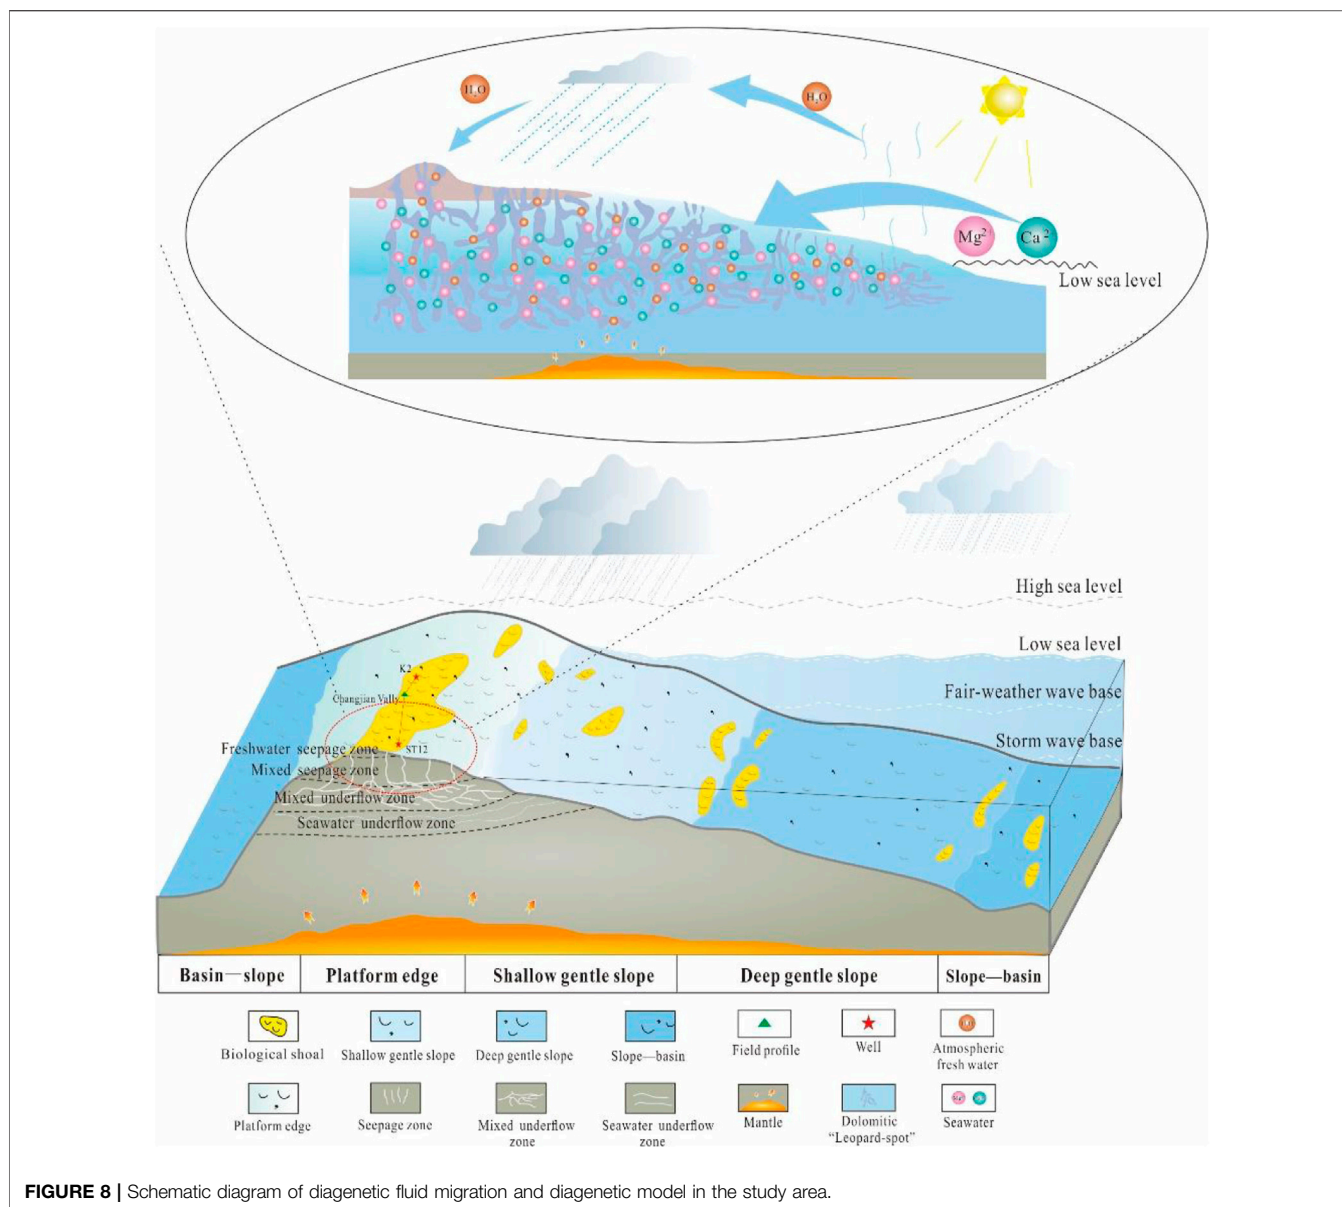 H₂O
H₂O
Mg²
Ca²
Low sea level
High sea level
Low sea level
Fair-weather wave base
Storm wave base
K2
Changjian Vally
ST12
Freshwater seepage zone
Mixed seepage zone
Mixed underflow zone
Seawater underflow zone
Basin—slope
Platform edge
Shallow gentle slope
Deep gentle slope
Slope—basin
Biological shoal
Shallow gentle slope
Deep gentle slope
Slope—basin
Field profile
Well
Atmospheric
fresh water
Platform edge
Seepage zone
Mixed underflow
zone
Seawater underflow
zone
Mantle
Dolomitic
"Leopard-spot"
Seawater
FIGURE 8 | Schematic diagram of diagenetic fluid migration and diagenetic model in the study area.